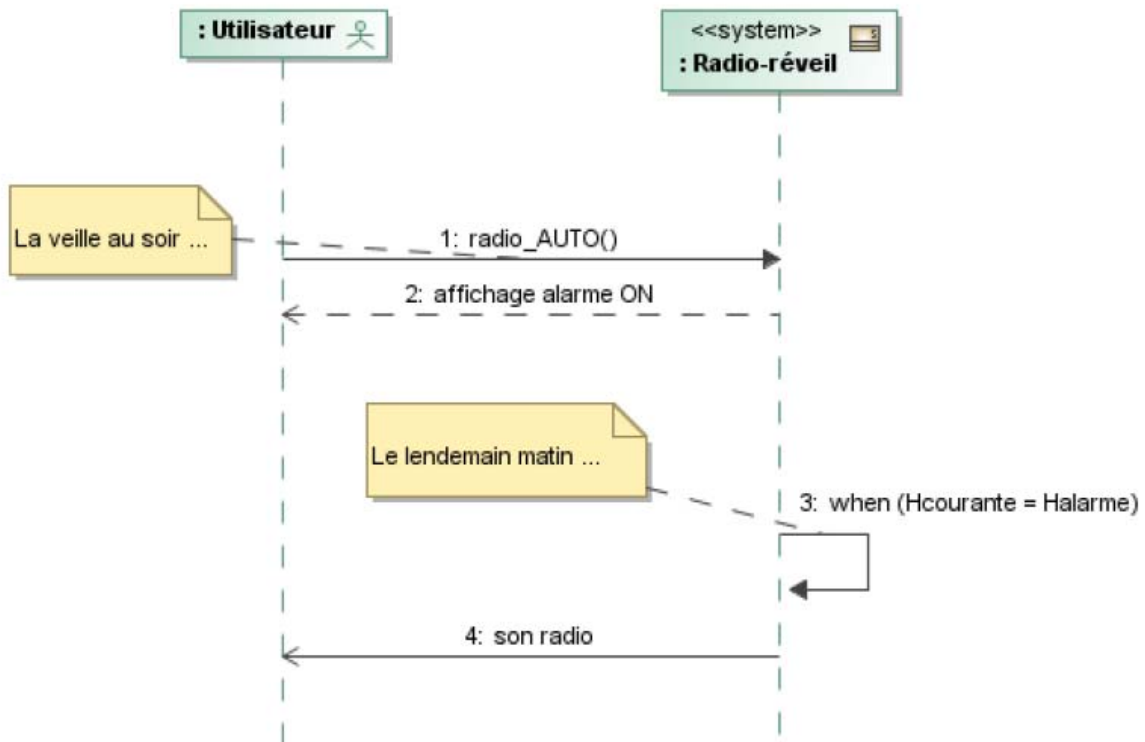 : Utilisateur
<<system>>
: Radio-réveil
La veille au soir ...
1: radio_AUTO()
2: affichage alarme ON
Le lendemain matin ...
3: when (Hcourante = Halarme)
4: son radio